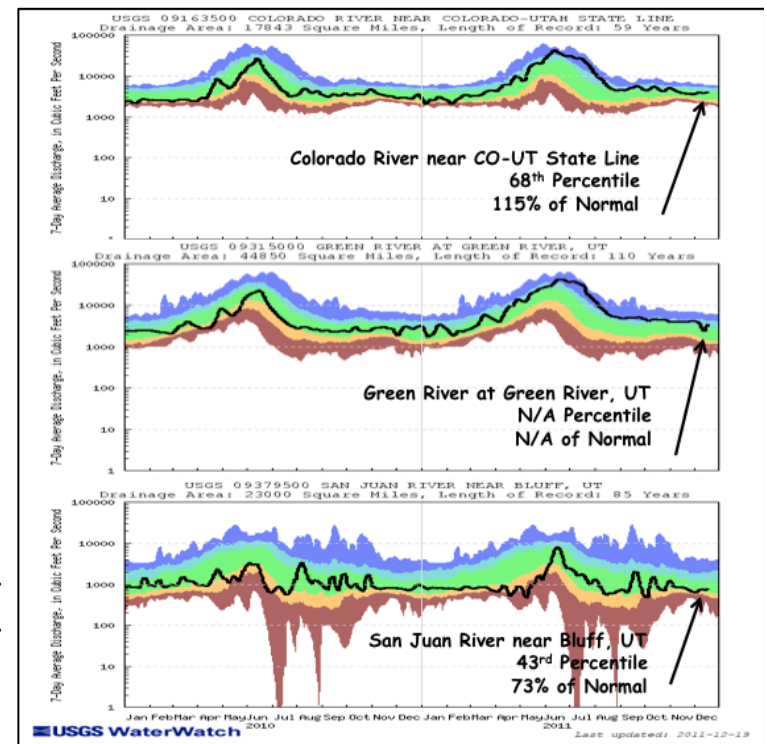 USGS 09163500 COLORADO RIVER NEAR COLORADO-UTAH STATE LINE
Drainage Area: 17843 Square Miles, Length of Record: 59 Years
7-Day Average Discharge, in Cubic Feet Per Second
100000
10000
1000
100
10
1
Colorado River near CO-UT State Line
68th Percentile
115% of Normal
USGS 09315000 GREEN RIVER AT GREEN RIVER, UT
Drainage Area: 44850 Square Miles, Length of Record: 110 Years
7-Day Average Discharge, in Cubic Feet Per Second
100000
10000
1000
100
10
1
Green River at Green River, UT
N/A Percentile
N/A of Normal
USGS 09379500 SAN JUAN RIVER NEAR BLUFF, UT
Drainage Area: 23000 Square Miles, Length of Record: 85 Years
7-Day Average Discharge, in Cubic Feet Per Second
100000
10000
1000
100
10
1
San Juan River near Bluff, UT
43rd Percentile
73% of Normal
Jan Feb Mar Apr May Jun Jul Aug Sep Oct Nov Dec Jan Feb Mar Apr May Jun Jul Aug Sep Oct Nov Dec
2010 2011
USGS WaterWatch
Last updated: 2011-12-19